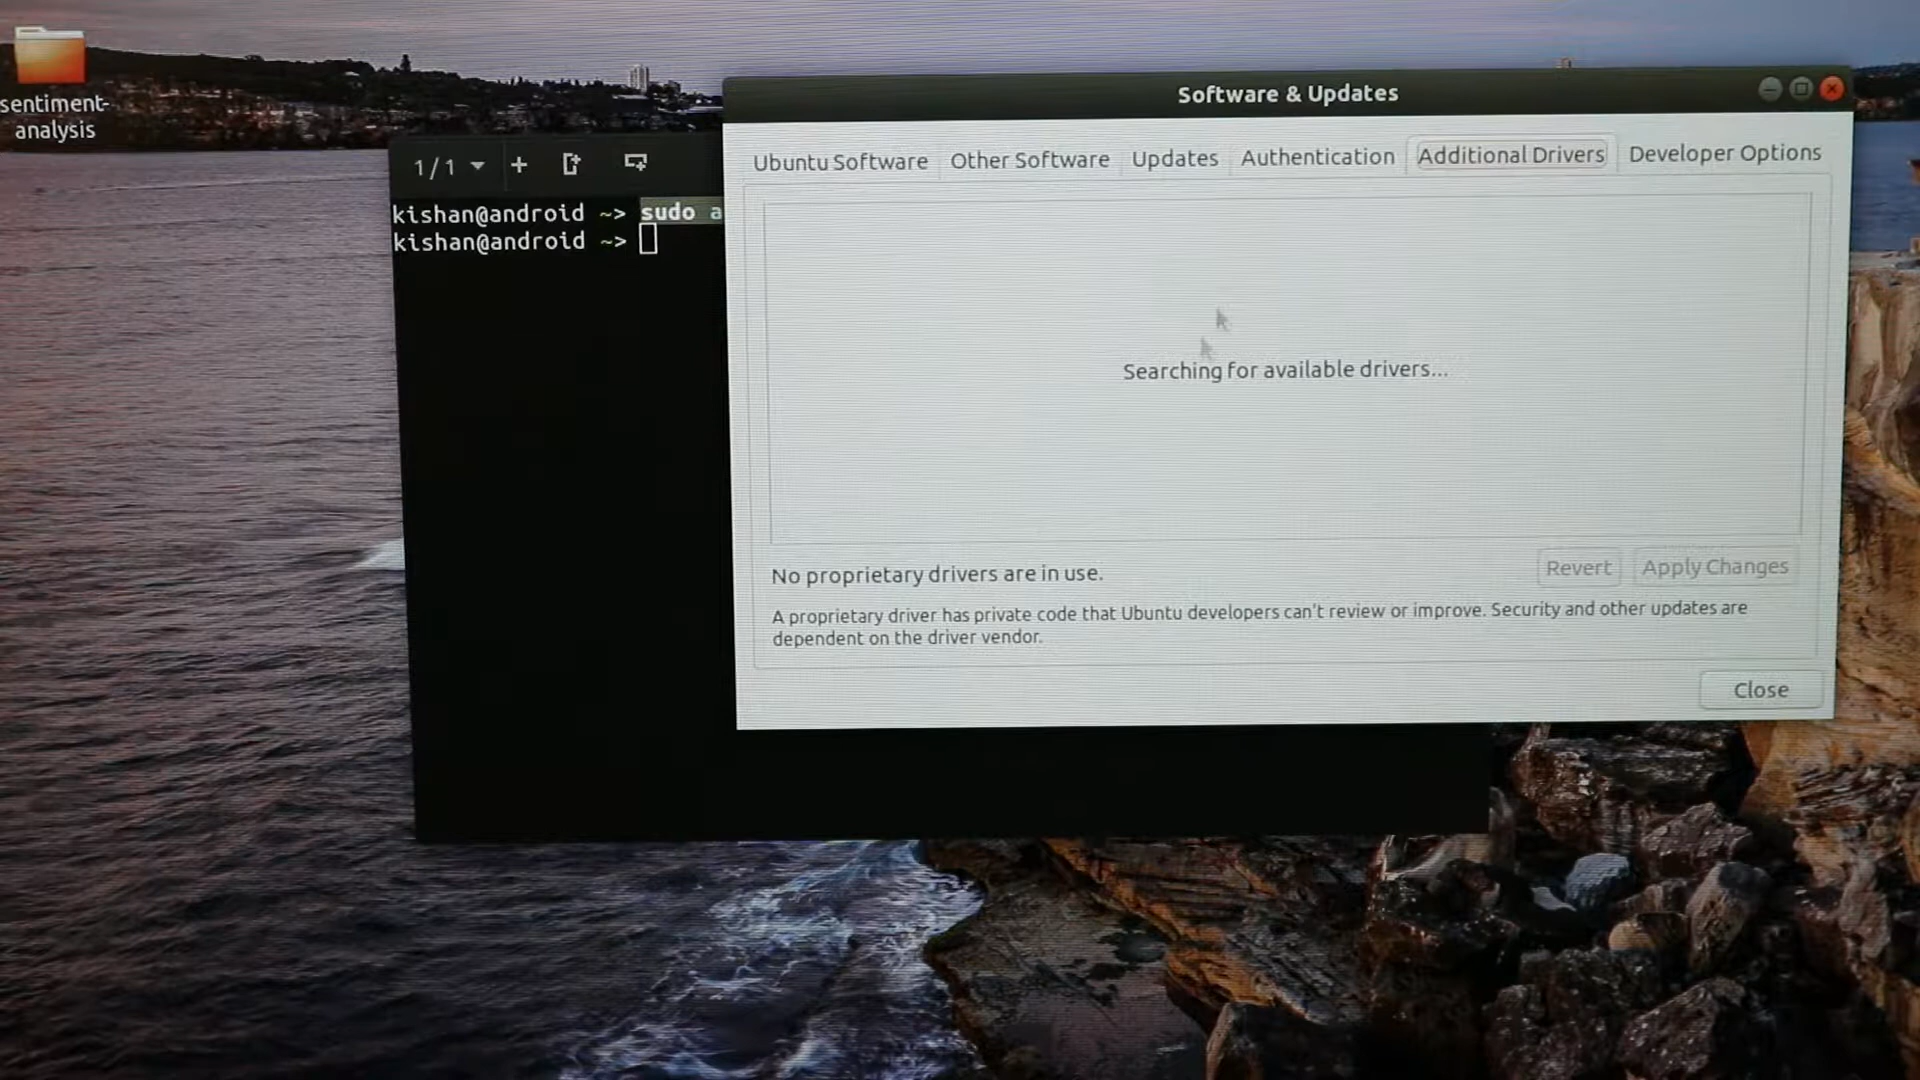 sentiment-
analysis
1/1
kishan@android ~> sudo a
kishan@android ~>
Software & Updates
Ubuntu Software
Other Software
Updates
Authentication
Additional Drivers
Developer Options
Searching for available drivers...
No proprietary drivers are in use.
Revert
Apply Changes
A proprietary driver has private code that Ubuntu developers can't review or improve. Security and other updates are
dependent on the driver vendor.
Close